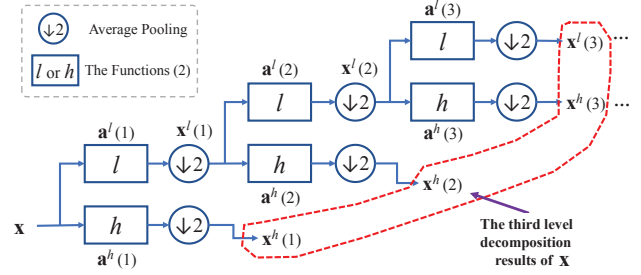 ↓2 Average Pooling
l or h The Functions (2)
a^l(3)
l ↓2 x^l(3) ...
a^l(2) x^l(2)
l ↓2 h ↓2 x^h(3) ...
a^h(3)
a^l(1) x^l(1)
l ↓2 h ↓2 x^h(2)
a^h(2)
x h ↓2 x^h(1)
a^h(1)
The third level
decomposition
results of x